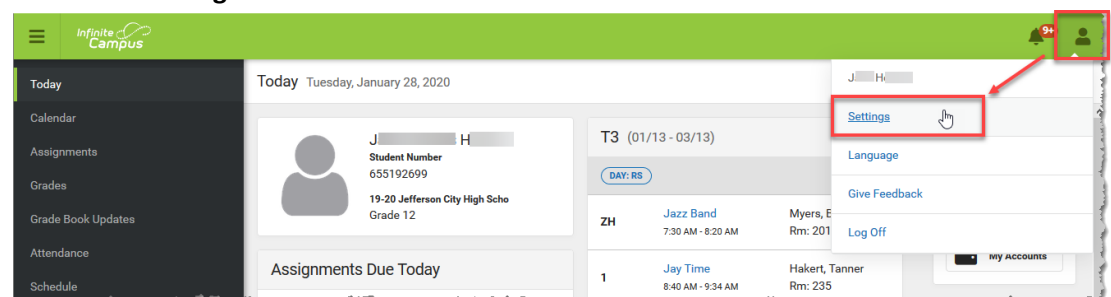 Infinite
Campus
9+
Today
Calendar
Assignments
Grades
Grade Book Updates
Attendance
Schedule
Today Tuesday, January 28, 2020
J H
Student Number
655192699
19-20 Jefferson City High Scho
Grade 12
Assignments Due Today
T3 (01/13 - 03/13)
DAY: RS
ZH Jazz Band Myers, E
7:30 AM - 8:20 AM Rm: 201
1 Jay Time Hakert, Tanner
8:40 AM - 9:34 AM Rm: 235
J H
Settings
Language
Give Feedback
Log Off
My Accounts